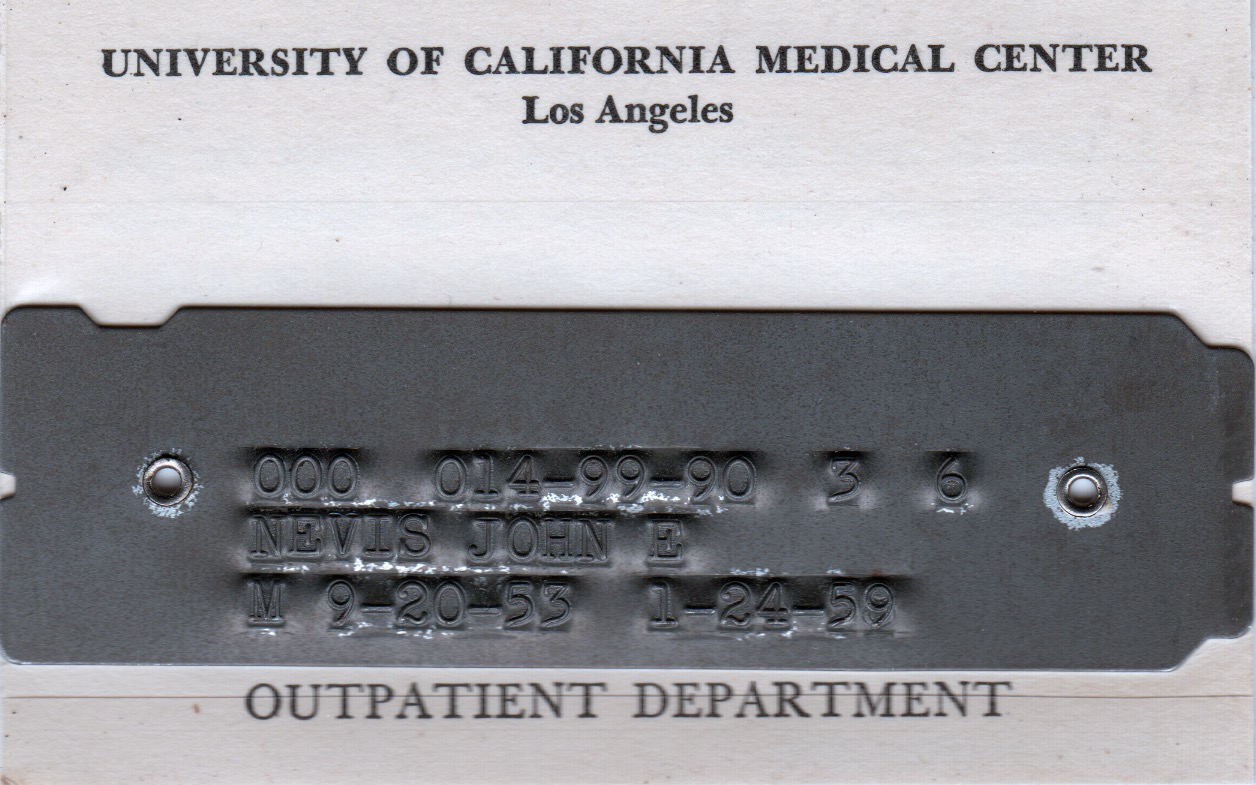 UNIVERSITY OF CALIFORNIA MEDICAL CENTER
Los Angeles
000 014-99-90 3 6
NEVIS JOHN E
M 9-20-53 1-24-59
OUTPATIENT DEPARTMENT